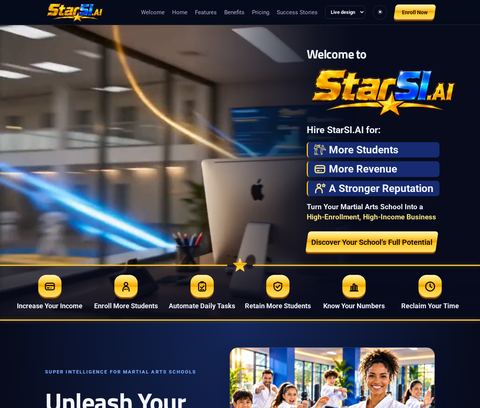 StarSI.AI
Welcome Home Features Benefits Pricing Success Stories Live design Enroll Now
Welcome to
StarSI.AI
Hire StarSI.AI for:
More Students
More Revenue
A Stronger Reputation
Turn Your Martial Arts School Into a
High-Enrollment, High-Income Business
Discover Your School's Full Potential
Increase Your Income Enroll More Students Automate Daily Tasks Retain More Students Know Your Numbers Reclaim Your Time
SUPER INTELLIGENCE FOR MARTIAL ARTS SCHOOLS
Unleash Your